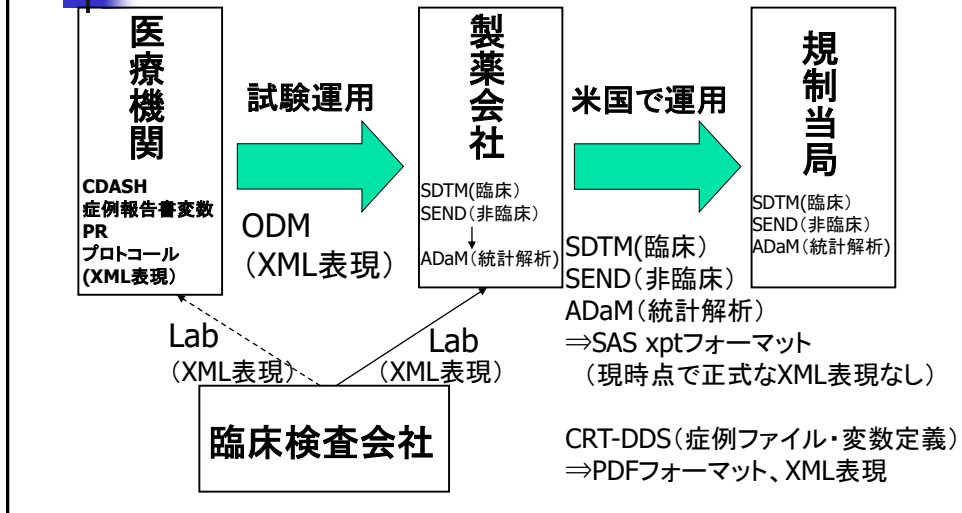 医療機関
CDASH
症例報告書変数
PR
プロトコール
(XML表現)
試験運用
ODM
（XML表現）
製薬会社
SDTM(臨床）
SEND（非臨床）
ADaM（統計解析）
米国で運用
SDTM(臨床）
SEND（非臨床）
ADaM（統計解析）
⇒SAS xptフォーマット
（現時点で正式なXML表現なし）
CRT-DDS（症例ファイル・変数定義）
⇒PDFフォーマット、XML表現
規制当局
SDTM(臨床）
SEND（非臨床）
ADaM（統計解析)
Lab
（XML表現）
Lab
（XML表現）
臨床検査会社